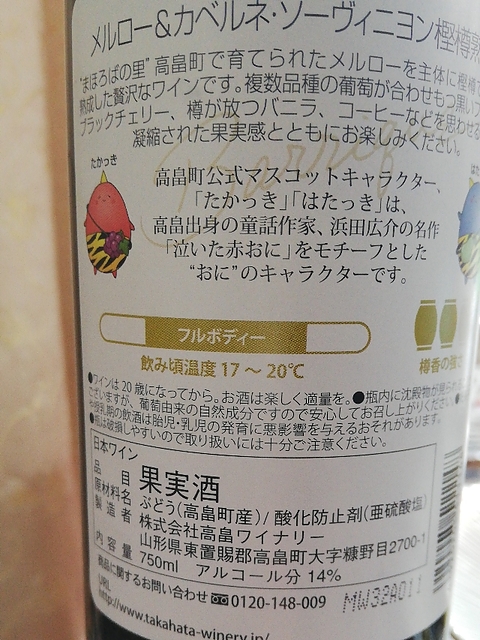 メルロー&カベルネ・ソーヴィニヨン樫樽熟
"まほろばの里"高畠町で育てられたメルローを主体に樫樽で
熟成した贅沢なワインです。複数品種の葡萄が合わせもつ黒いフ
ブラックチェリー、樽が放つバニラ、コーヒーなどを思わせる
凝縮された果実感とともにお楽しみください。
Barrique
たかっき
はた
高畠町公式マスコットキャラクター、
「たかっき」「はたっき」は、
高畠出身の童話作家、浜田広介の名作
「泣いた赤おに」をモチーフとした
"おに"のキャラクターです。
フルボディー
飲み頃温度 17 〜 20℃
樽香の強さ
●ワインは20歳になってから。お酒は楽しく適量を。●瓶内に沈殿物が見られ
ございますが、葡萄由来の自然成分ですので安心してお召し上がりください。
授乳期の飲酒は胎児・乳児の発育に悪影響を与えるおそれがあります。
破損しやすいので取り扱いには十分ご注意ください。
日本ワイン
品目 果実酒
原材料名 ぶどう(高畠町産)/ 酸化防止剤(亜硫酸塩)
製造者 株式会社高畠ワイナリー
山形県東置賜郡高畠町大字糠野目2700-1
内容量 750ml アルコール分 14%
商品に関するお問い合わせ 0120-148-009
URL
http://www.takahata-winery.jp/
MW32A011